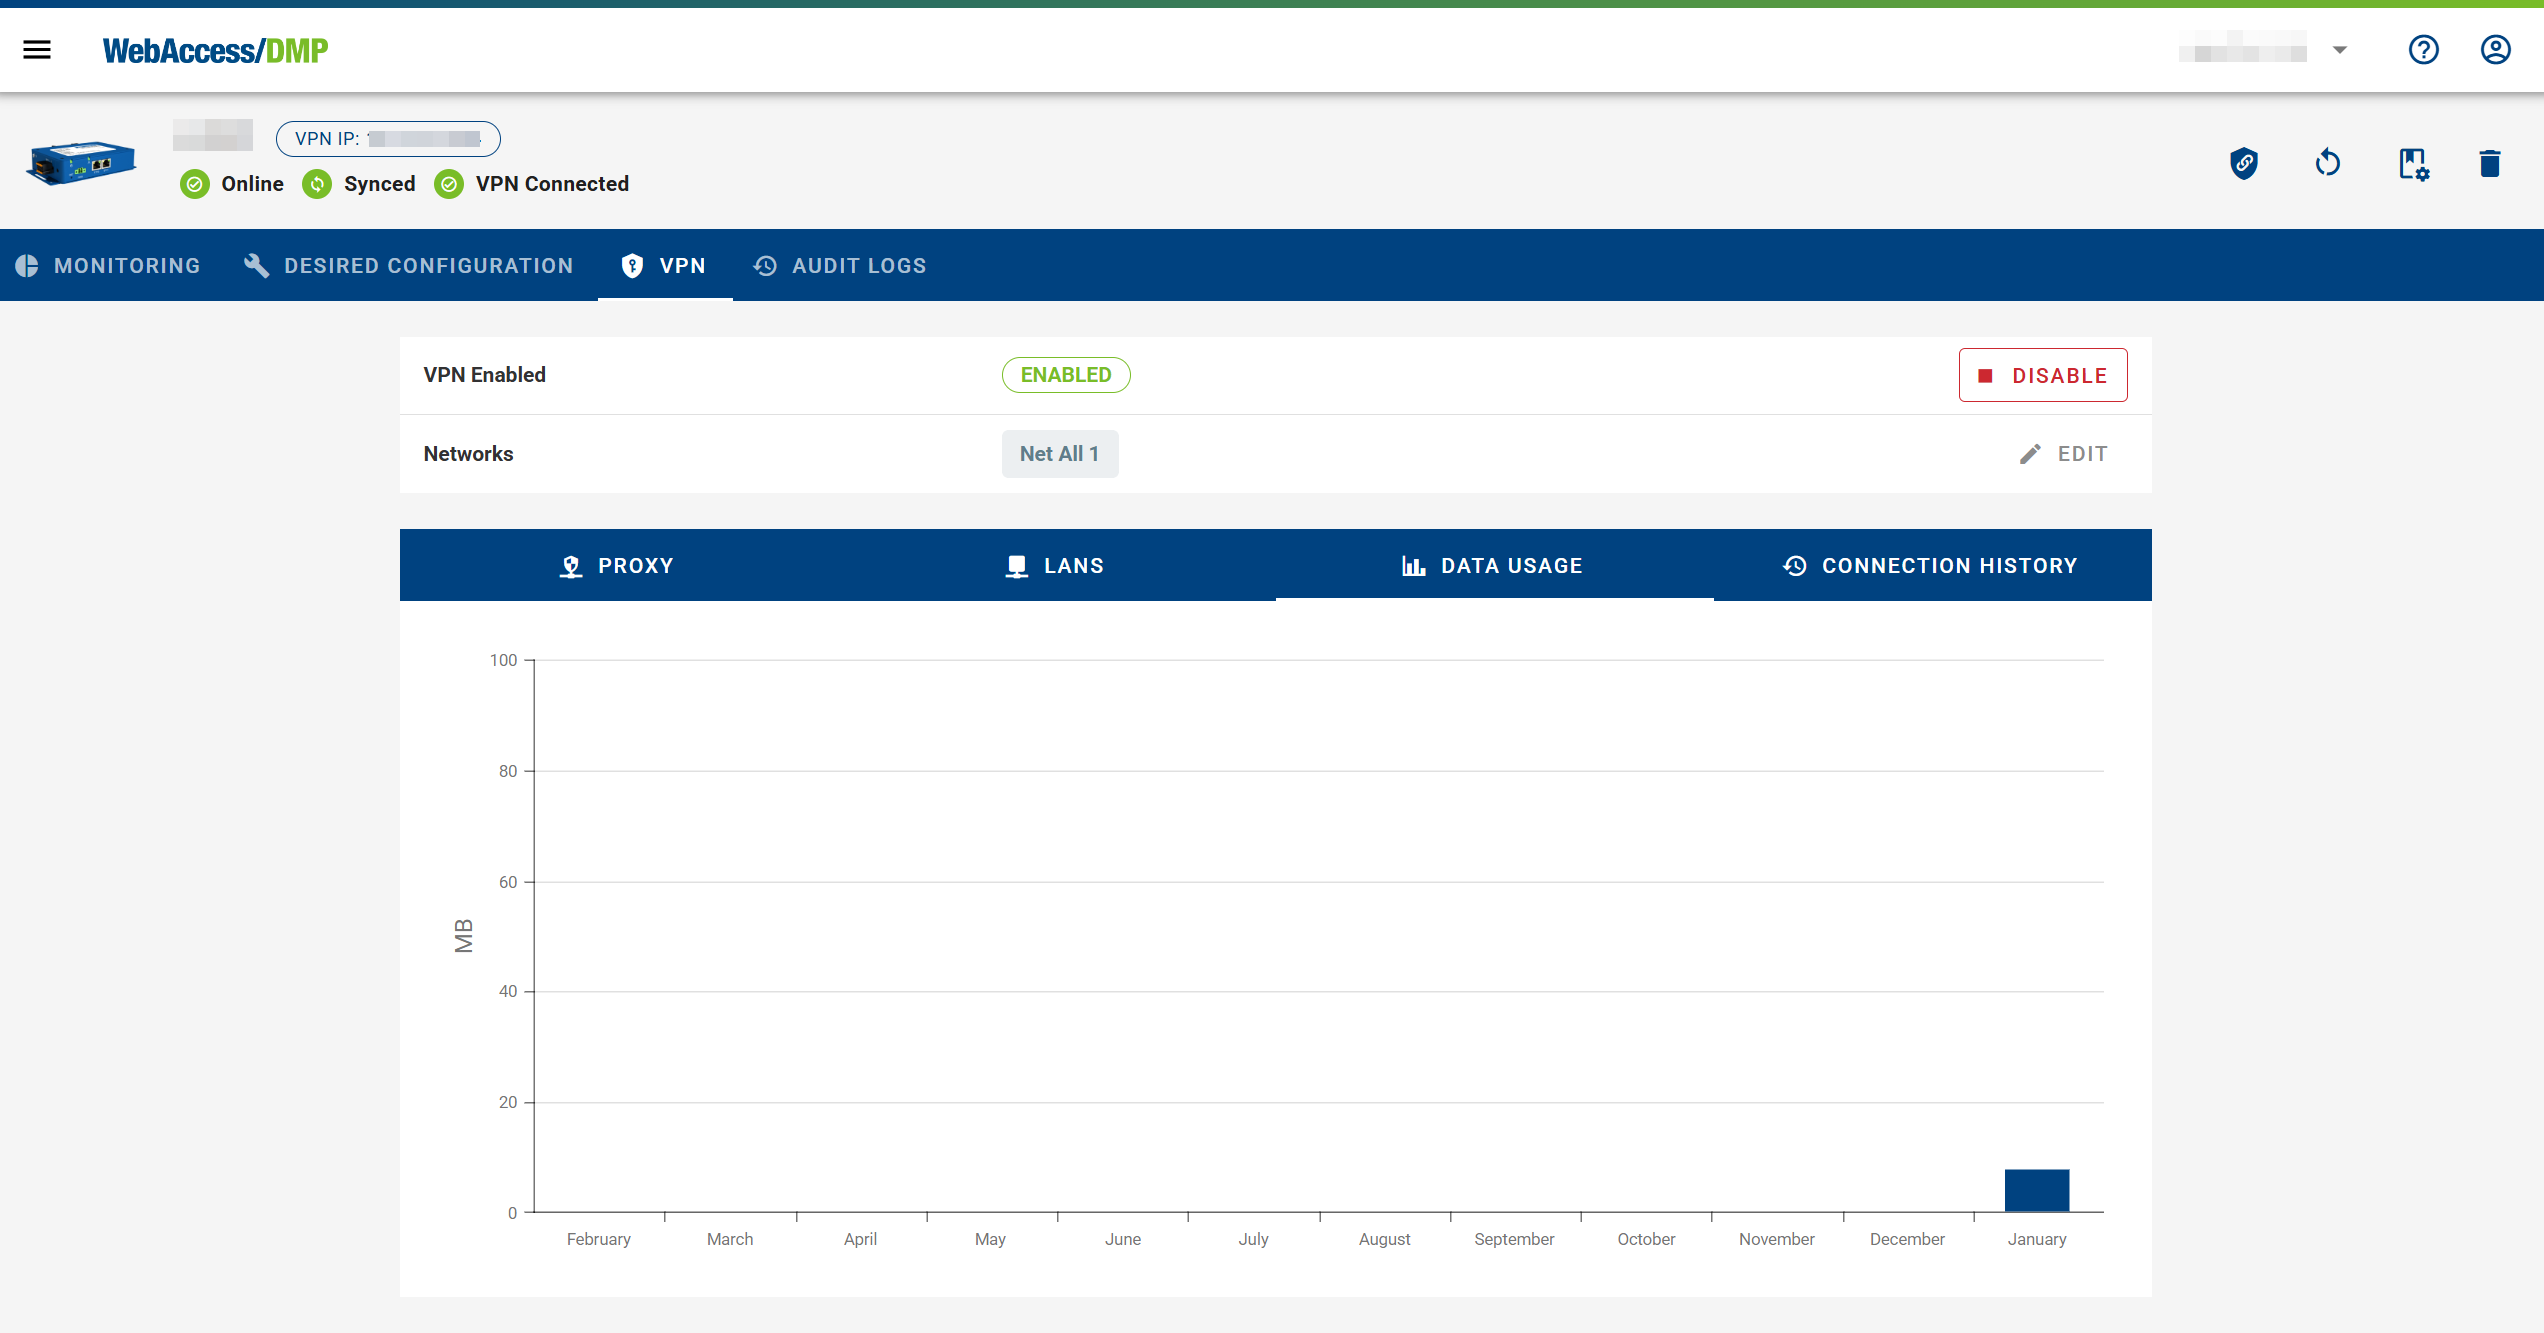 WebAccess/DMP
VPN IP:
Online Synced VPN Connected
MONITORING DESIRED CONFIGURATION VPN AUDIT LOGS
VPN Enabled ENABLED DISABLE
Networks Net All 1 EDIT
PROXY LANS DATA USAGE CONNECTION HISTORY
100
80
60
MB
40
20
0
February March April May June July August September October November December January